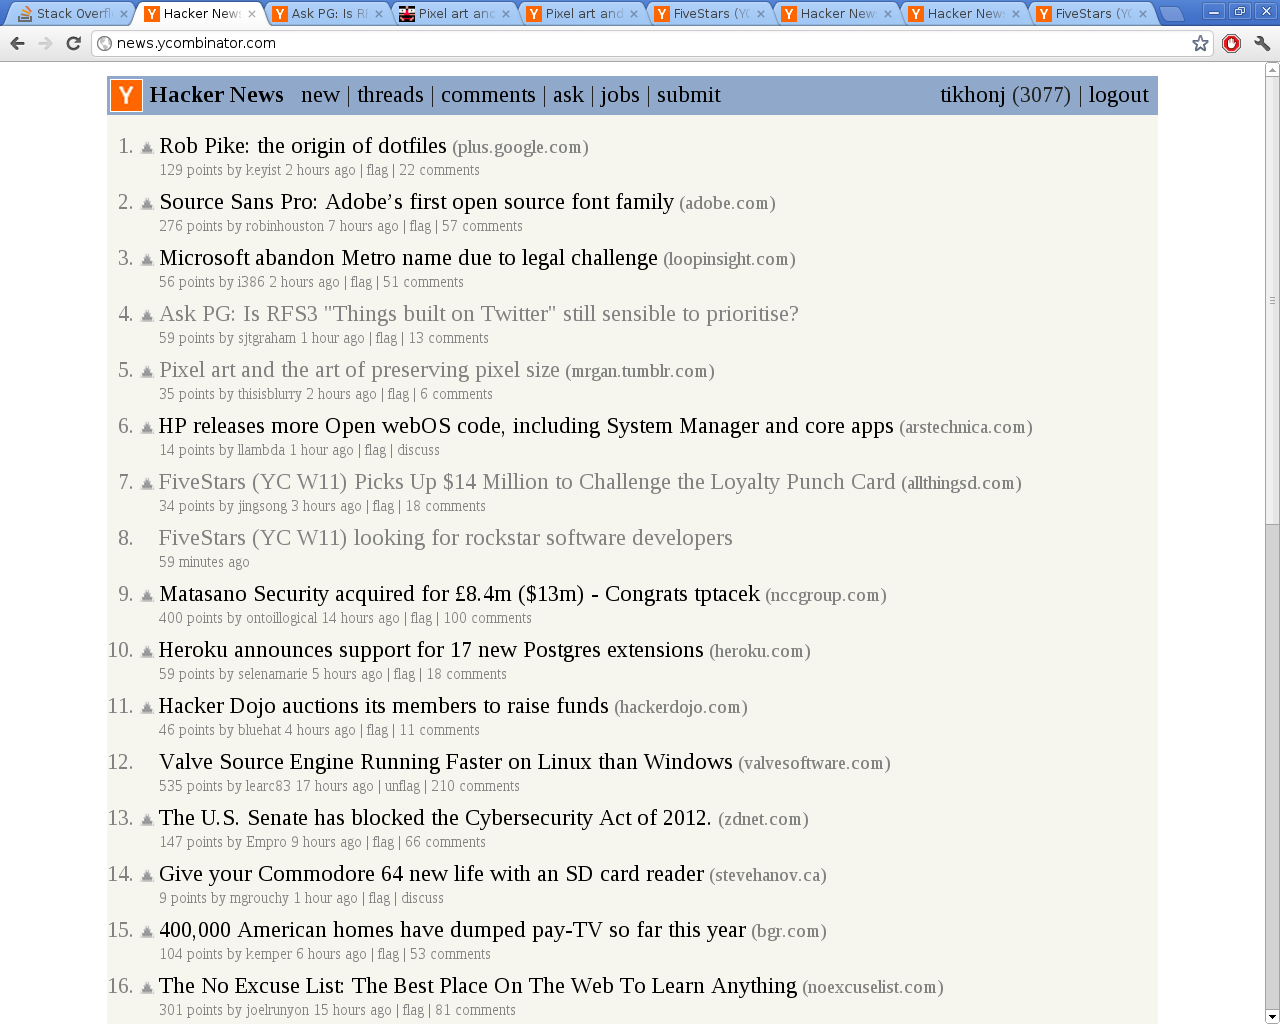 Stack Overfl
Hacker News
Ask PG: Is R
Pixel art and
Pixel art and
FiveStars (YC
Hacker News
Hacker News
FiveStars (YC
news.ycombinator.com
Y Hacker News new | threads | comments | ask | jobs | submit tikhonj (3077) | logout
1. Rob Pike: the origin of dotfiles (plus.google.com)
129 points by keyist 2 hours ago | flag | 22 comments
2. Source Sans Pro: Adobe’s first open source font family (adobe.com)
276 points by robinhouston 7 hours ago | flag | 57 comments
3. Microsoft abandon Metro name due to legal challenge (loopinsight.com)
56 points by i386 2 hours ago | flag | 51 comments
4. Ask PG: Is RFS3 "Things built on Twitter" still sensible to prioritise?
59 points by sjtgraham 1 hour ago | flag | 13 comments
5. Pixel art and the art of preserving pixel size (mrgan.tumblr.com)
35 points by thisisblurry 2 hours ago | flag | 6 comments
6. HP releases more Open webOS code, including System Manager and core apps (arstechnica.com)
14 points by llambda 1 hour ago | flag | discuss
7. FiveStars (YC W11) Picks Up $14 Million to Challenge the Loyalty Punch Card (allthingsd.com)
34 points by jingsong 3 hours ago | flag | 18 comments
8. FiveStars (YC W11) looking for rockstar software developers
59 minutes ago
9. Matasano Security acquired for £8.4m ($13m) - Congrats tptacek (nccgroup.com)
400 points by ontoillogical 14 hours ago | flag | 100 comments
10. Heroku announces support for 17 new Postgres extensions (heroku.com)
59 points by selenamarie 5 hours ago | flag | 18 comments
11. Hacker Dojo auctions its members to raise funds (hackerdojo.com)
46 points by bluehat 4 hours ago | flag | 11 comments
12. Valve Source Engine Running Faster on Linux than Windows (valvesoftware.com)
535 points by learc83 17 hours ago | unflag | 210 comments
13. The U.S. Senate has blocked the Cybersecurity Act of 2012. (zdnet.com)
147 points by Empro 9 hours ago | flag | 66 comments
14. Give your Commodore 64 new life with an SD card reader (stevehanov.ca)
9 points by mgrouchy 1 hour ago | flag | discuss
15. 400,000 American homes have dumped pay-TV so far this year (bgr.com)
104 points by kemper 6 hours ago | flag | 53 comments
16. The No Excuse List: The Best Place On The Web To Learn Anything (noexcuselist.com)
301 points by joelrunyon 15 hours ago | flag | 81 comments